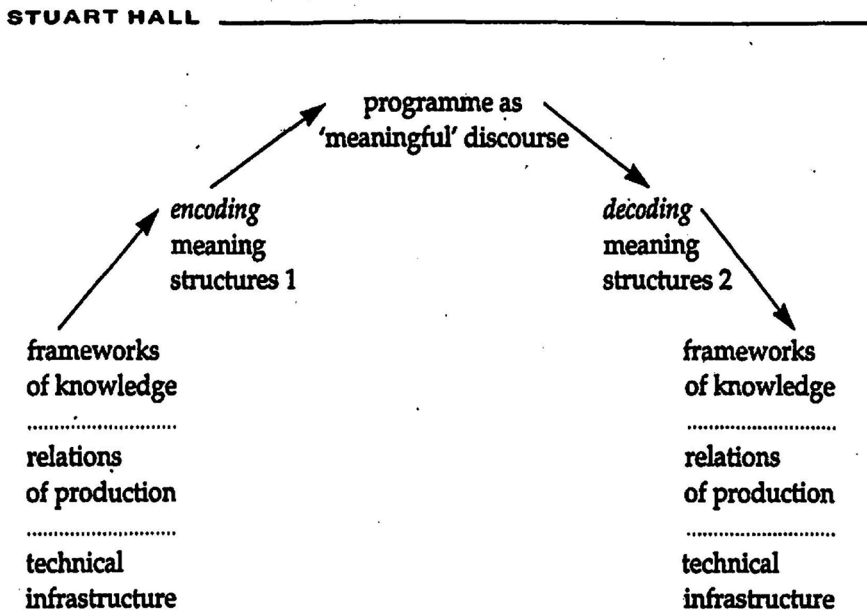 STUART HALL
programme as
'meaningful' discourse
encoding
meaning
structures 1
decoding
meaning
structures 2
frameworks
of knowledge
relations
of production
technical
infrastructure
frameworks
of knowledge
relations
of production
technical
infrastructure